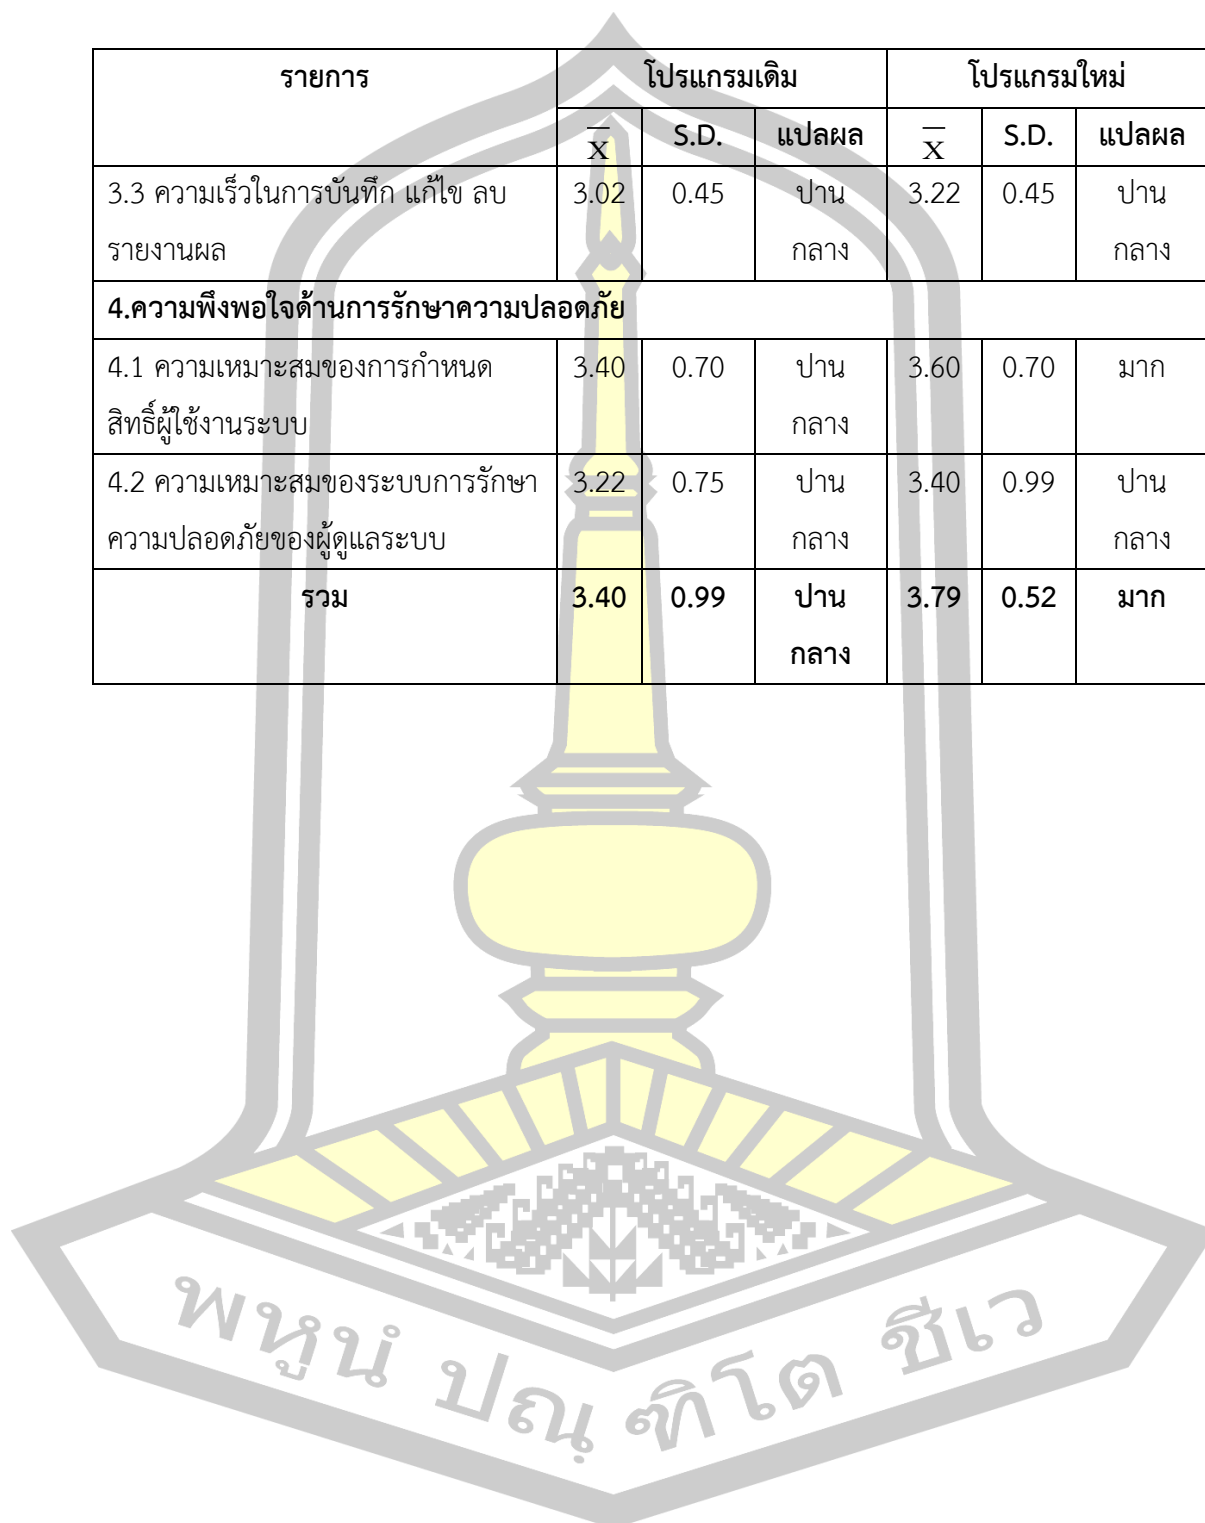 รายการ โปรแกรมเดิม โปรแกรมใหม่
X̄ S.D. แปลผล X̄ S.D. แปลผล
3.3 ความเร็วในการบันทึก แก้ไข ลบ 3.02 0.45 ปาน 3.22 0.45 ปาน
รายงานผล กลาง กลาง
4.ความพึงพอใจด้านการรักษาความปลอดภัย
4.1 ความเหมาะสมของการกำหนด 3.40 0.70 ปาน 3.60 0.70 มาก
สิทธิ์ผู้ใช้งานระบบ กลาง
4.2 ความเหมาะสมของระบบการรักษา 3.22 0.75 ปาน 3.40 0.99 ปาน
ความปลอดภัยของผู้ดูแลระบบ กลาง กลาง
รวม 3.40 0.99 ปาน 3.79 0.52 มาก
กลาง
พหูนํ ปณฺ ฑิโต ชีเว